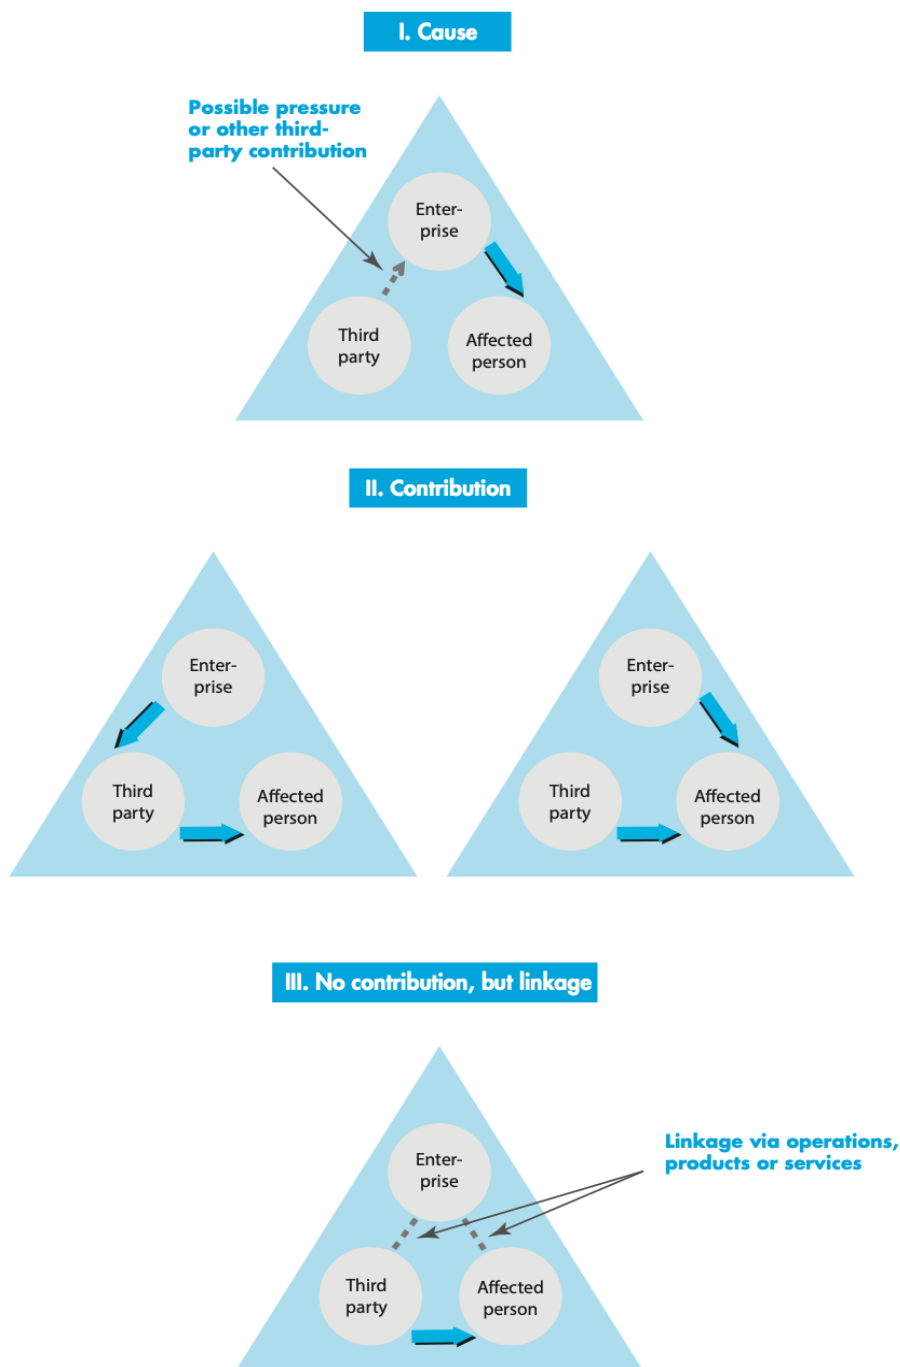 I. Cause
Possible pressure
or other third-
party contribution
Enter-
prise
Third
party
Affected
person
II. Contribution
Enter-
prise
Third
party
Affected
person
Enter-
prise
Third
party
Affected
person
III. No contribution, but linkage
Linkage via operations,
products or services
Enter-
prise
Third
party
Affected
person